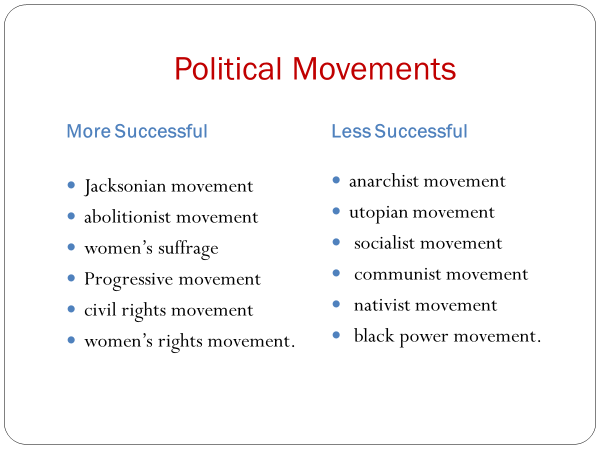 Political Movements
More Successful
Jacksonian movement
abolitionist movement
women’s suffrage
Progressive movement
civil rights movement
women’s rights movement.
Less Successful
anarchist movement
utopian movement
socialist movement
communist movement
nativist movement
black power movement.